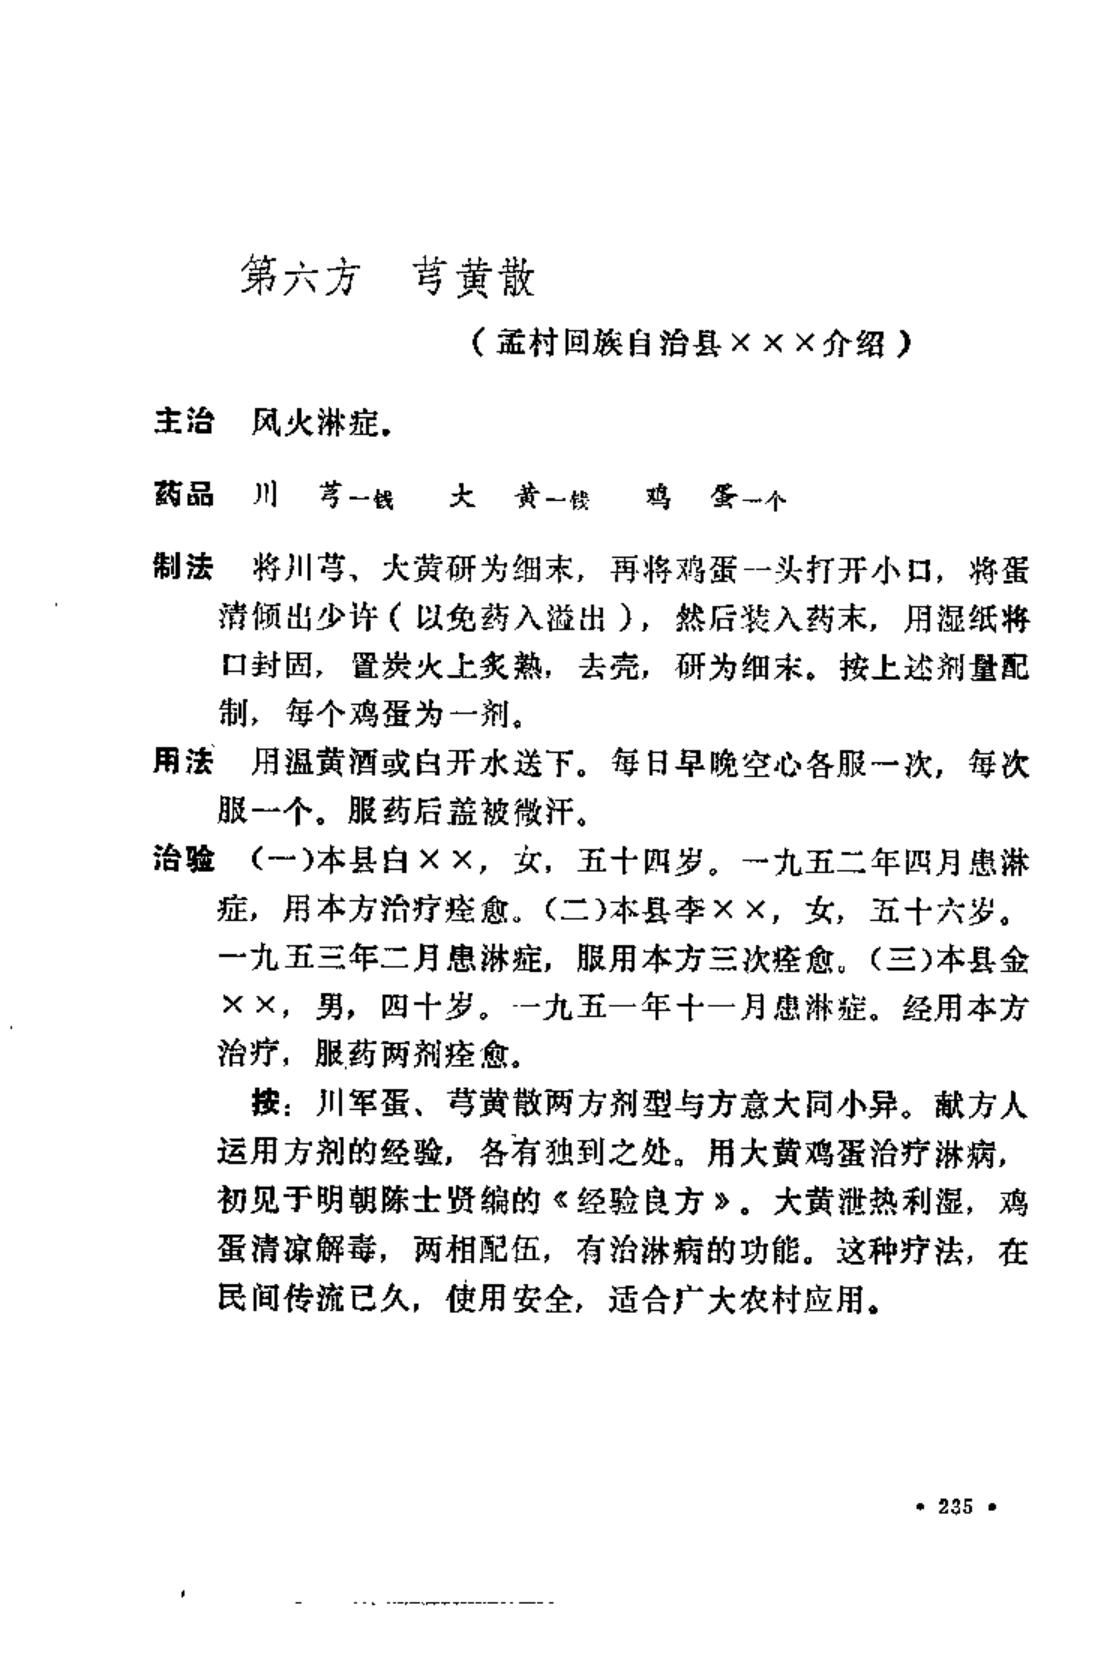 第六方　芎黄散
（孟村回族自治县×××介绍）
主治　风火淋症。
药品　川　芎一钱　大　黄一钱　鸡　蛋一个
制法　将川芎、大黄研为细末，再将鸡蛋一头打开小口，将蛋
清倾出少许（以免药入溢出），然后装入药末，用湿纸将
口封固，置炭火上炙熟，去壳，研为细末。按上述剂量配
制，每个鸡蛋为一剂。
用法　用温黄酒或白开水送下。每日早晚空心各服一次，每次
服一个。服药后盖被微汗。
治验　（一）本县白××，女，五十四岁。一九五二年四月患淋
症，用本方治疗痊愈。（二）本县李××，女，五十六岁。
一九五三年二月患淋症，服用本方三次痊愈。（三）本县金
××，男，四十岁。一九五一年十一月患淋症。经用本方
治疗，服药两剂痊愈。
按：川军蛋、芎黄散两方剂型与方意大同小异。献方人
运用方剂的经验，各有独到之处。用大黄鸡蛋治疗淋病，
初见于明朝陈士贤编的《经验良方》。大黄泄热利湿，鸡
蛋清凉解毒，两相配伍，有治淋病的功能。这种疗法，在
民间传流已久，使用安全，适合广大农村应用。
• 235 •